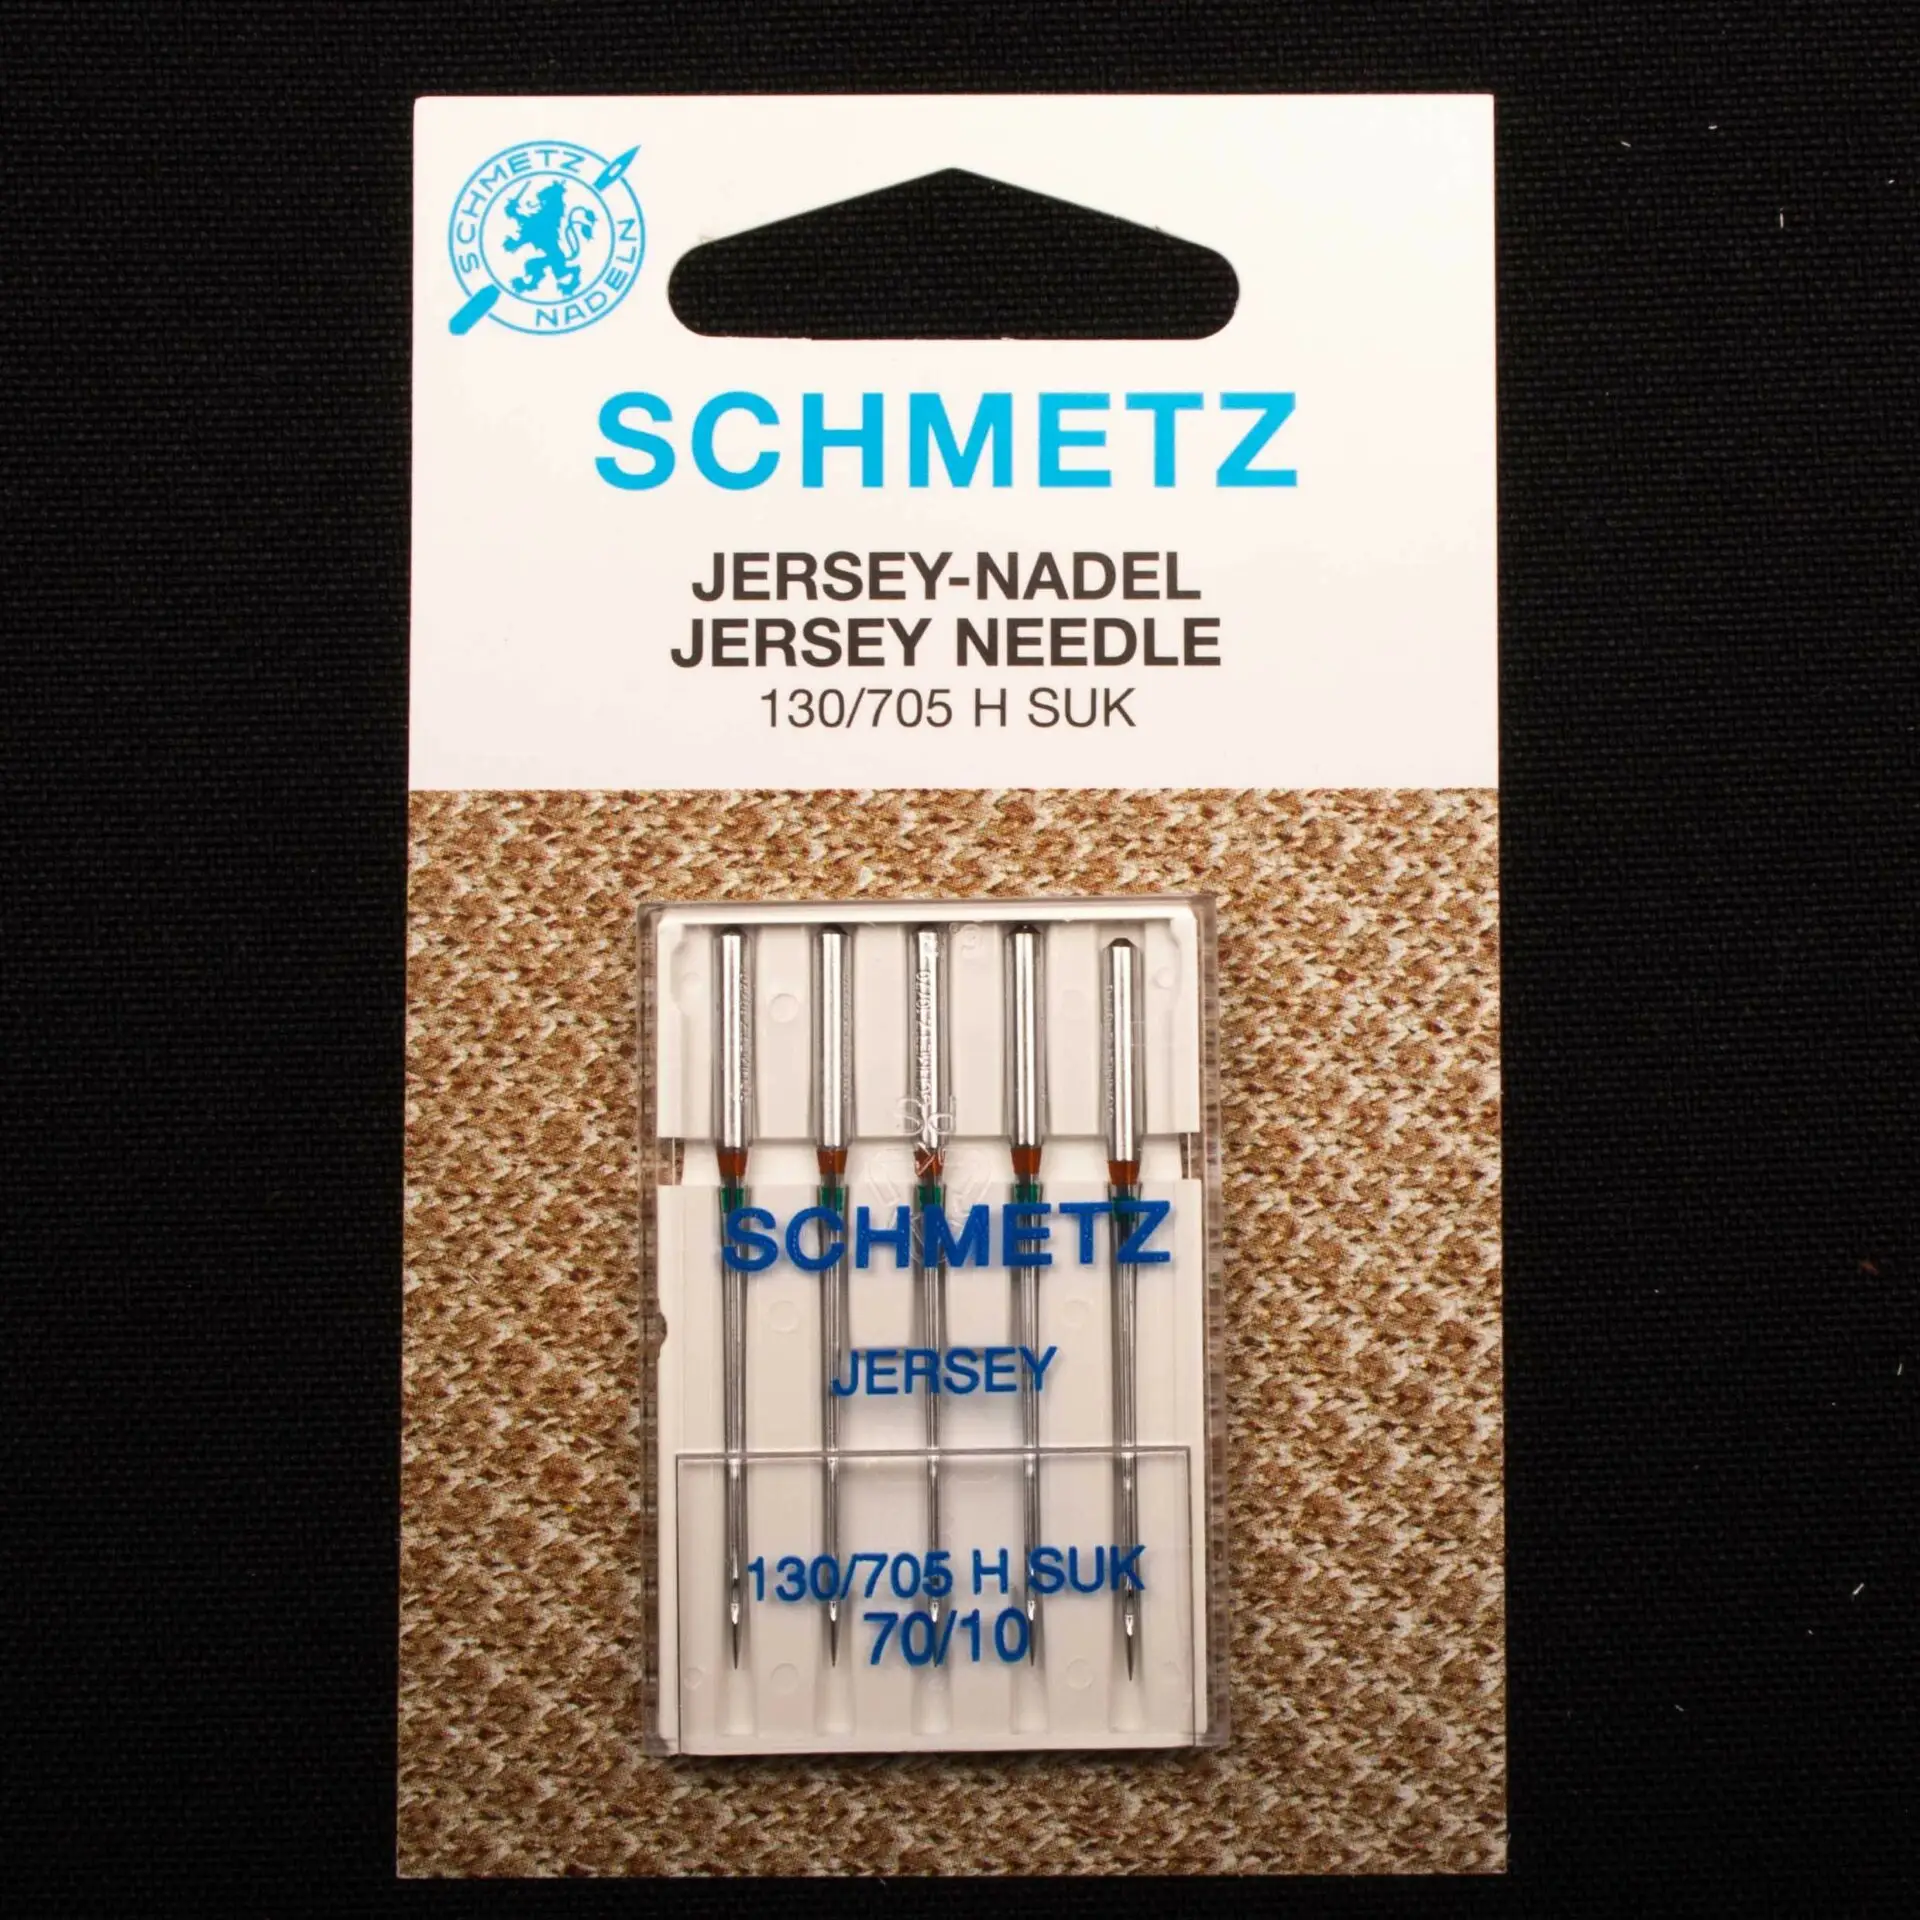 SCHMETZ
NADELN
SCHMETZ
JERSEY-NADEL
JERSEY NEEDLE
130/705 H SUK
SCHMETZ
JERSEY
130/705 H SUK
70/10